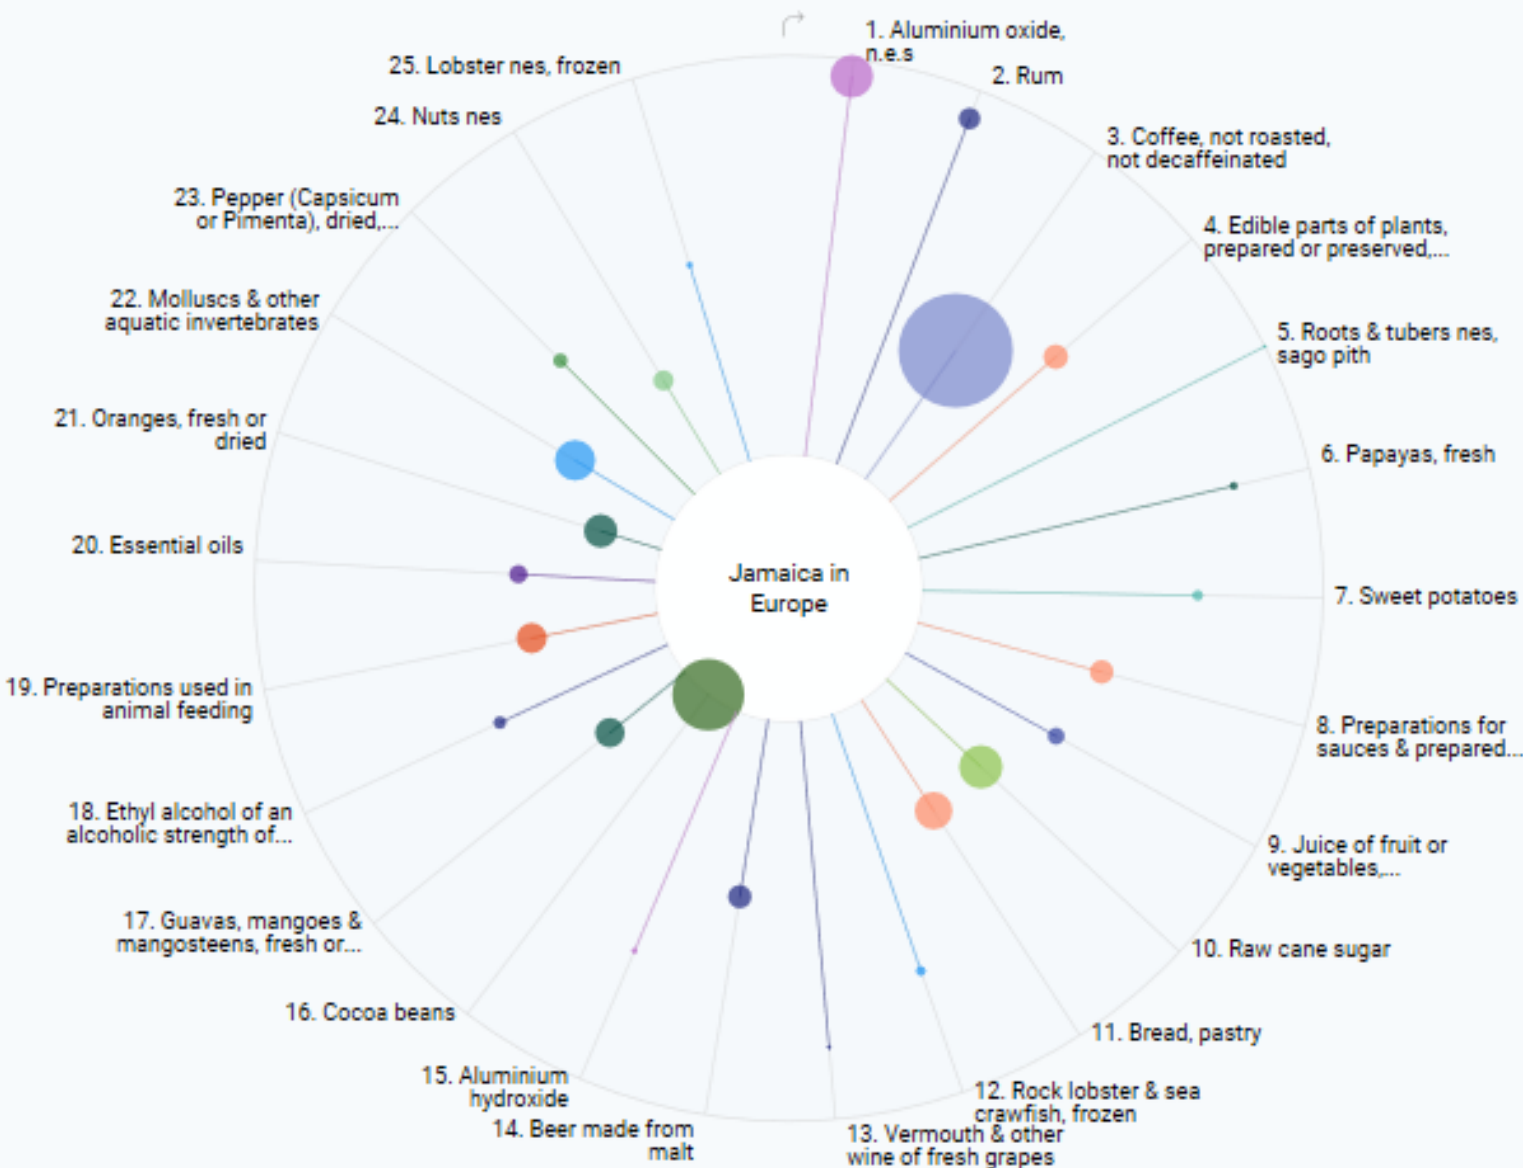 1. Aluminium oxide,
n.e.s
2. Rum
3. Coffee, not roasted,
not decaffeinated
4. Edible parts of plants,
prepared or preserved,...
5. Roots & tubers nes,
sago pith
6. Papayas, fresh
7. Sweet potatoes
8. Preparations for
sauces & prepared...
9. Juice of fruit or
vegetables,...
10. Raw cane sugar
11. Bread, pastry
12. Rock lobster & sea
crawfish, frozen
13. Vermouth & other
wine of fresh grapes
14. Beer made from
malt
15. Aluminium
hydroxide
16. Cocoa beans
17. Guavas, mangoes &
mangosteens, fresh or...
18. Ethyl alcohol of an
alcoholic strength of...
19. Preparations used in
animal feeding
20. Essential oils
21. Oranges, fresh or
dried
22. Molluscs & other
aquatic invertebrates
23. Pepper (Capsicum
or Pimenta), dried,...
24. Nuts nes
25. Lobster nes, frozen
Jamaica in
Europe